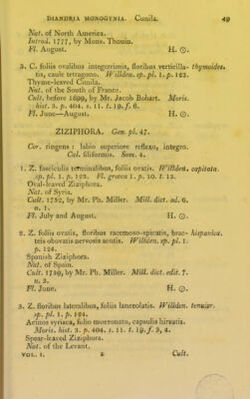 DIANDRIA MONOGYNIA. Cunila. 49
Nat. of North America.
Introd. 1777, by Mons. Thouin.
Fl. August. H. ☉.
3. C. foliis ovalibus integerrimis, floribus verticilla- thymoides.
tis, caule tetragono. Willden. sp. pl. 1. p. 122.
Thyme-leaved Cunila.
Nat. of the South of France.
Cult. before 1699, by Mr. Jacob Bobart. Moris.
hist. 3. p. 404. s. 11. t. 19. f. 6.
Fl. June—August. H. ☉.
ZIZIPHORA. Gen. pl. 47.
Cor. ringens: labio superiore reflexo, integro.
Cal. filiformis. Sem. 4.
1. Z. fasciculis terminalibus, foliis ovatis. Willden. capitata.
sp. pl. 1. p. 123. Fl. graeca 1. p. 10. t. 13.
Oval-leaved Ziziphora.
Nat. of Syria.
Cult. 1752, by Mr. Ph. Miller. Mill. dict. ed. 6.
n. 1.
Fl. July and August. H. ☉.
2. Z. foliis ovatis, floribus racemoso-spicatis, brac- hispanica.
teis obovatis nervosis acutis. Willden. sp. pl. 1.
p. 124.
Spanish Ziziphora.
Nat. of Spain.
Cult. 1759, by Mr. Ph. Miller. Mill. dict. edit. 7.
n. 2.
Fl. June. H. ☉.
3. Z. floribus lateralibus, foliis lanceolatis. Willden. tenuior.
sp. pl. 1. p. 124.
Acinos syriaca, folio mucronato, capsulis hirsutis.
Moris. hist. 3. p. 404. s. 11. t. 19. f. 3, 4.
Spear-leaved Ziziphora.
Nat. of the Levant.
VOL. I. E Cult.